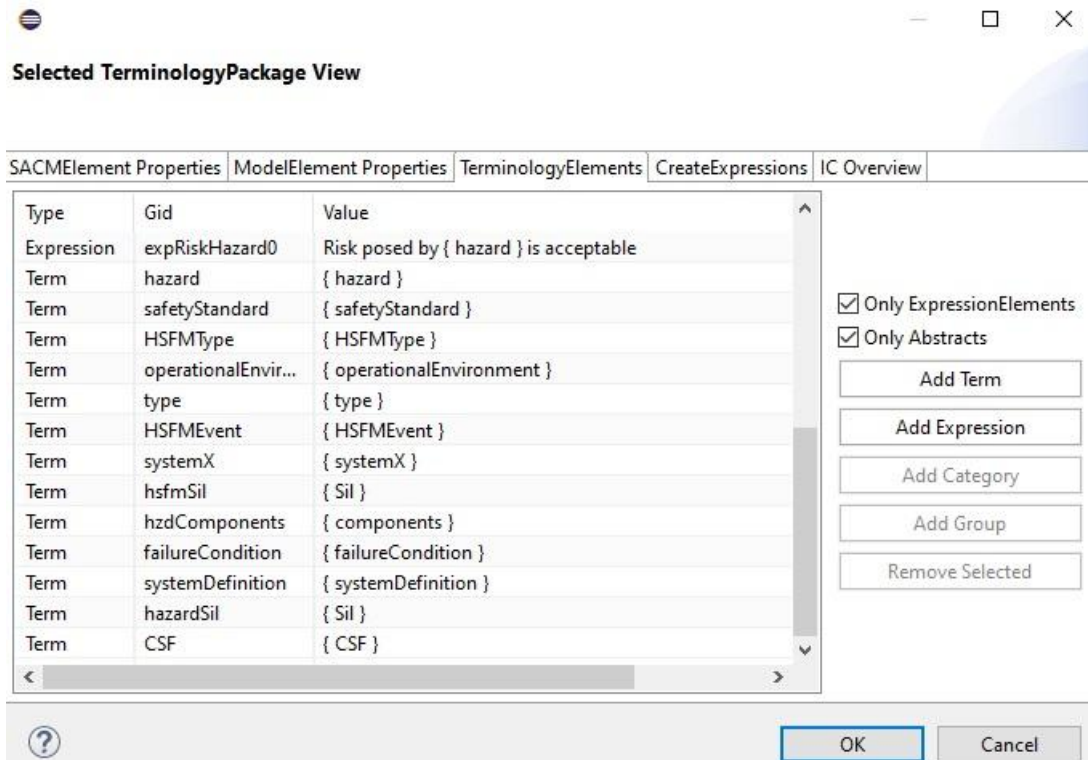 Selected TerminologyPackage View
SACMElement Properties ModelElement Properties TerminologyElements CreateExpressions IC Overview
Type Gid Value
Expression expRiskHazard0 Risk posed by { hazard } is acceptable
Term hazard { hazard }
Term safetyStandard { safetyStandard }
Term HSFMType { HSFMType }
Term operationalEnvir... { operationalEnvironment }
Term type { type }
Term HSFMEvent { HSFMEvent }
Term systemX { systemX }
Term hsfmSil { Sil }
Term hzdComponents { components }
Term failureCondition { failureCondition }
Term systemDefinition { systemDefinition }
Term hazardSil { Sil }
Term CSF { CSF }
Only ExpressionElements
Only Abstracts
Add Term
Add Expression
Add Category
Add Group
Remove Selected
?
OK Cancel